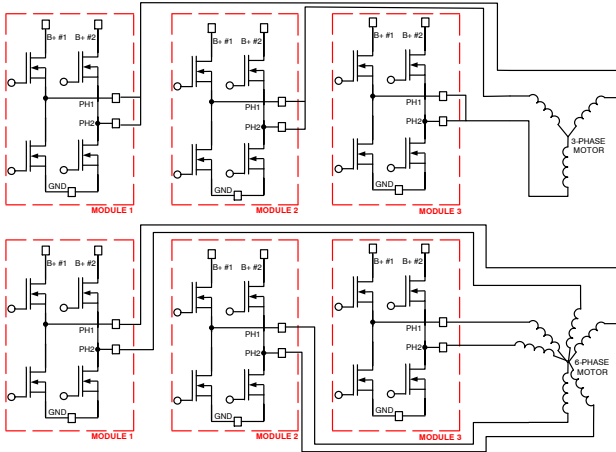 B+ #1 B+ #2
PH1
PH2
GND
MODULE 1
B+ #1 B+ #2
PH1
PH2
GND
MODULE 2
B+ #1 B+ #2
PH1
PH2
GND
MODULE 3
3-PHASE
MOTOR
B+ #1 B+ #2
PH1
PH2
GND
MODULE 1
B+ #1 B+ #2
PH1
PH2
GND
MODULE 2
B+ #1 B+ #2
PH1
PH2
GND
MODULE 3
6-PHASE
MOTOR